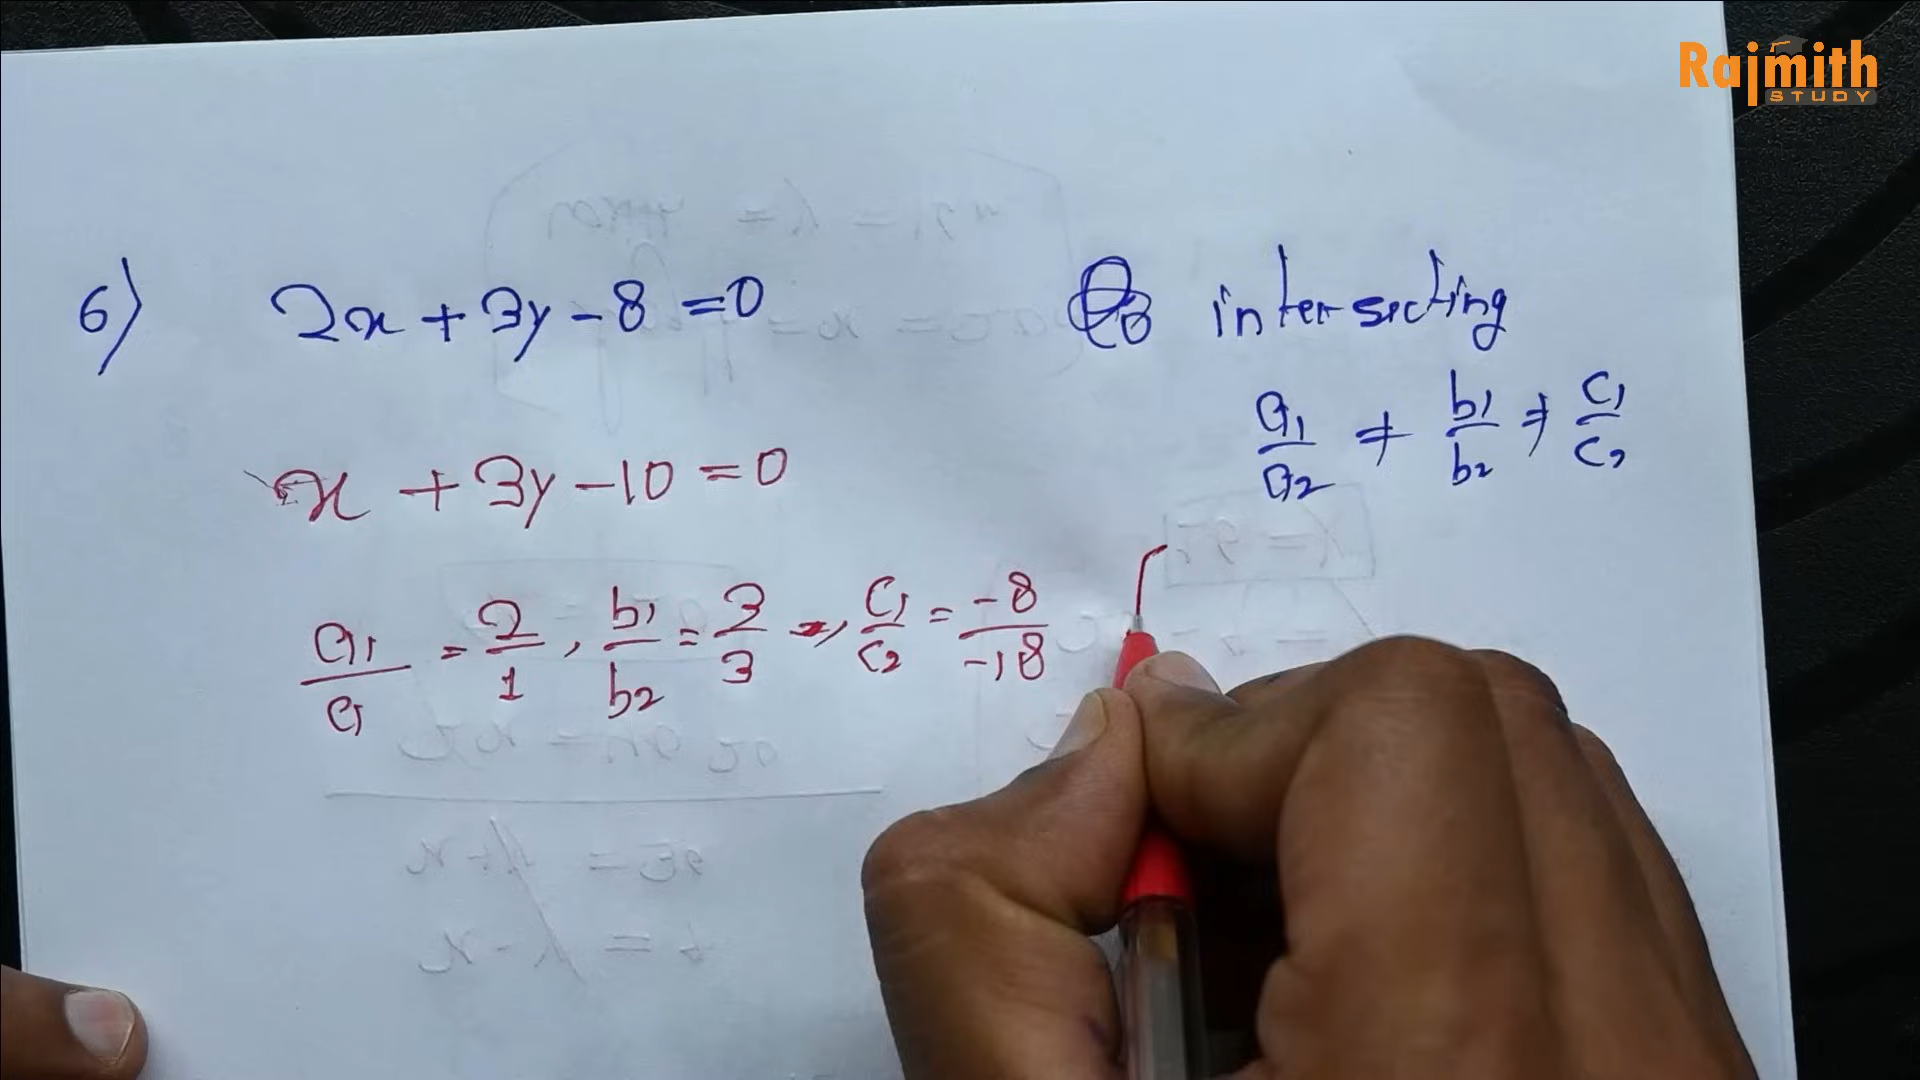 Rajmith
STUDY
6) 2x + 3y - 8 = 0
intersecting
a1/a2 ≠ b1/b2 ≠ c1/c2
x + 3y - 10 = 0
a1/a = 2/1, b1/b2 = 3/3, c1/c2 = -8/-18